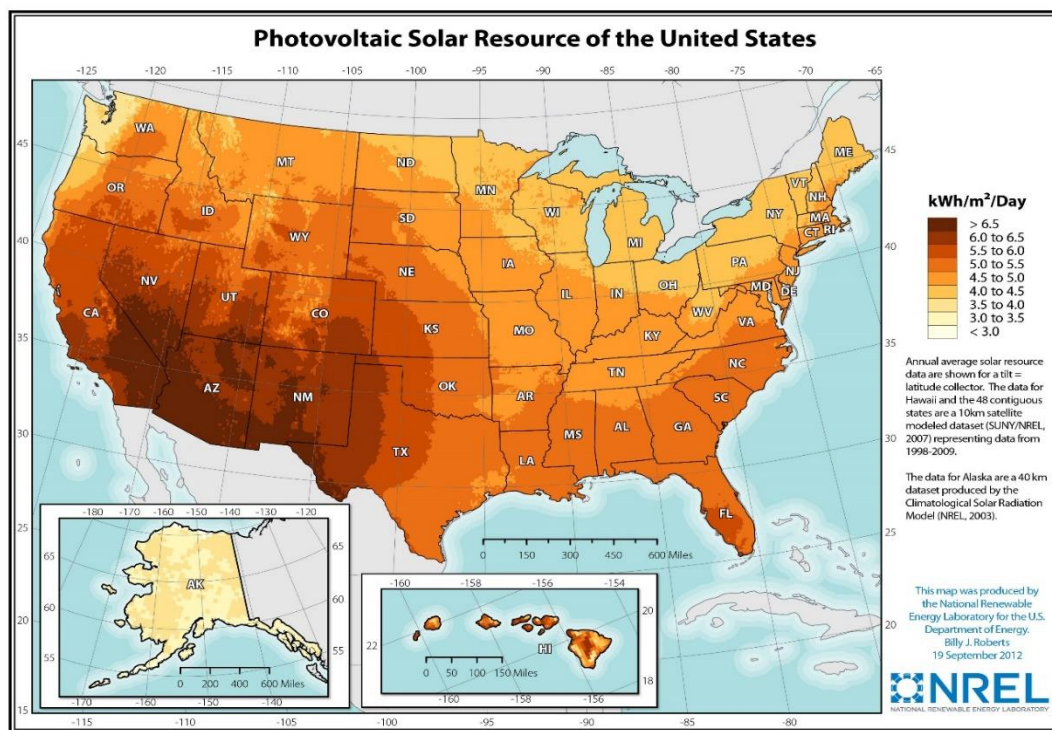 Photovoltaic Solar Resource of the United States
-125 -120 -115 -110 -105 -100 -95 -90 -85 -80 -75 -70 -65
45
40
35
30
25
20
15
45
40
35
30
25
20
WA
OR
ID
MT
ND
MN
WI
MI
ME
VT
NH
MA
CT
RI
NY
SD
WY
NE
IA
IL
IN
OH
PA
NJ
DE
MD
WV
VA
NV
CA
UT
CO
KS
MO
KY
TN
NC
SC
AZ
NM
OK
AR
TX
LA
MS
AL
GA
FL
kWh/m²/Day
> 6.5
6.0 to 6.5
5.5 to 6.0
5.0 to 5.5
4.5 to 5.0
4.0 to 4.5
3.5 to 4.0
3.0 to 3.5
< 3.0
Annual average solar resource
data are shown for a tilt =
latitude collector. The data for
Hawaii and the 48 contiguous
states are a 10km satellite
modeled dataset (SUNY/NREL,
2007) representing data from
1998-2009.
The data for Alaska are a 40 km
dataset produced by the
Climatological Solar Radiation
Model (NREL, 2003).
0 150 300 450 600 Miles
-180 -170 -160 -150 -140 -130 -120
65
60
55
65
60
55
AK
0 200 400 600 Miles
-170 -160 -150 -140
-160 -158 -156 -154
22
20
18
HI
0 50 100 150 Miles
-160 -158 -156
This map was produced by
the National Renewable
Energy Laboratory for the U.S.
Department of Energy.
Billy J. Roberts
19 September 2012
NREL
NATIONAL RENEWABLE ENERGY LABORATORY
-115 -110 -105 -100 -95 -90 -85 -80